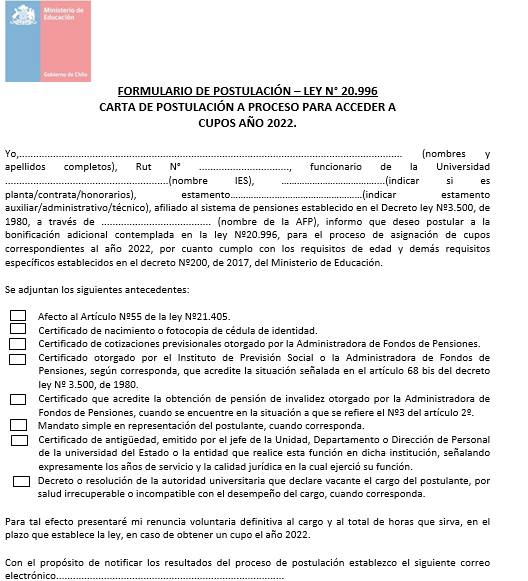 Ministerio de
Educación
Gobierno de Chile
FORMULARIO DE POSTULACIÓN – LEY N° 20.996
CARTA DE POSTULACIÓN A PROCESO PARA ACCEDER A
CUPOS AÑO 2022.
Yo,................................................................................................................................ (nombres y
apellidos completos), Rut N° ..............................., funcionario de la Universidad
........................................................(nombre IES), ....................................(indicar si es
planta/contrata/honorarios), estamento..............................................(indicar estamento
auxiliar/administrativo/técnico), afiliado al sistema de pensiones establecido en el Decreto ley Nº3.500, de
1980, a través de ...................................... (nombre de la AFP), informo que deseo postular a la
bonificación adicional contemplada en la ley Nº20.996, para el proceso de asignación de cupos
correspondientes al año 2022, por cuanto cumplo con los requisitos de edad y demás requisitos
específicos establecidos en el decreto Nº200, de 2017, del Ministerio de Educación.
Se adjuntan los siguientes antecedentes:
Afecto al Artículo Nº55 de la ley Nº21.405.
Certificado de nacimiento o fotocopia de cédula de identidad.
Certificado de cotizaciones previsionales otorgado por la Administradora de Fondos de Pensiones.
Certificado otorgado por el Instituto de Previsión Social o la Administradora de Fondos de
Pensiones, según corresponda, que acredite la situación señalada en el artículo 68 bis del decreto
ley Nº 3.500, de 1980.
Certificado que acredite la obtención de pensión de invalidez otorgado por la Administradora de
Fondos de Pensiones, cuando se encuentre en la situación a que se refiere el Nº3 del artículo 2º.
Mandato simple en representación del postulante, cuando corresponda.
Certificado de antigüedad, emitido por el jefe de la Unidad, Departamento o Dirección de Personal
de la universidad del Estado o la entidad que realice esta función en dicha institución, señalando
expresamente los años de servicio y la calidad jurídica en la cual ejerció su función.
Decreto o resolución de la autoridad universitaria que declare vacante el cargo del postulante, por
salud irrecuperable o incompatible con el desempeño del cargo, cuando corresponda.
Para tal efecto presentaré mi renuncia voluntaria definitiva al cargo y al total de horas que sirva, en el
plazo que establece la ley, en caso de obtener un cupo el año 2022.
Con el propósito de notificar los resultados del proceso de postulación establezco el siguiente correo
electrónico..............................................................................